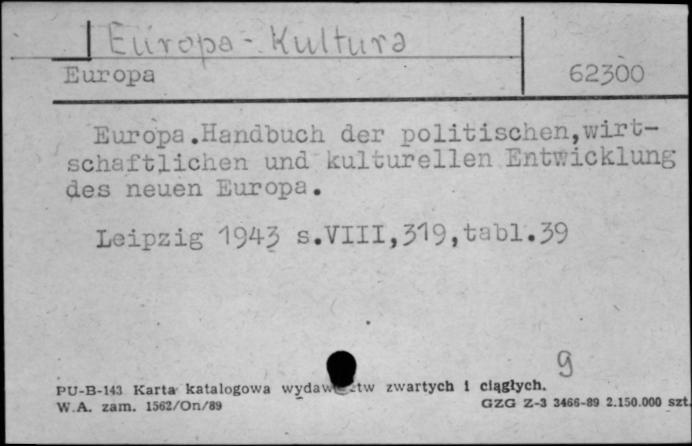 Europa - Kultura
Europa 62300
Europa.Handbuch der politischen,wirt-
schaftlichen und kulturellen Entwicklung
des neuen Europa.
Leipzig 1943 s.VIII,319,tabl.39
9
PU-B-143 Karta katalogowa zwartych i ciągłych.
W.A. zam. 1562/On/89 GZG Z-3 3466-89 2.150.000 szt.